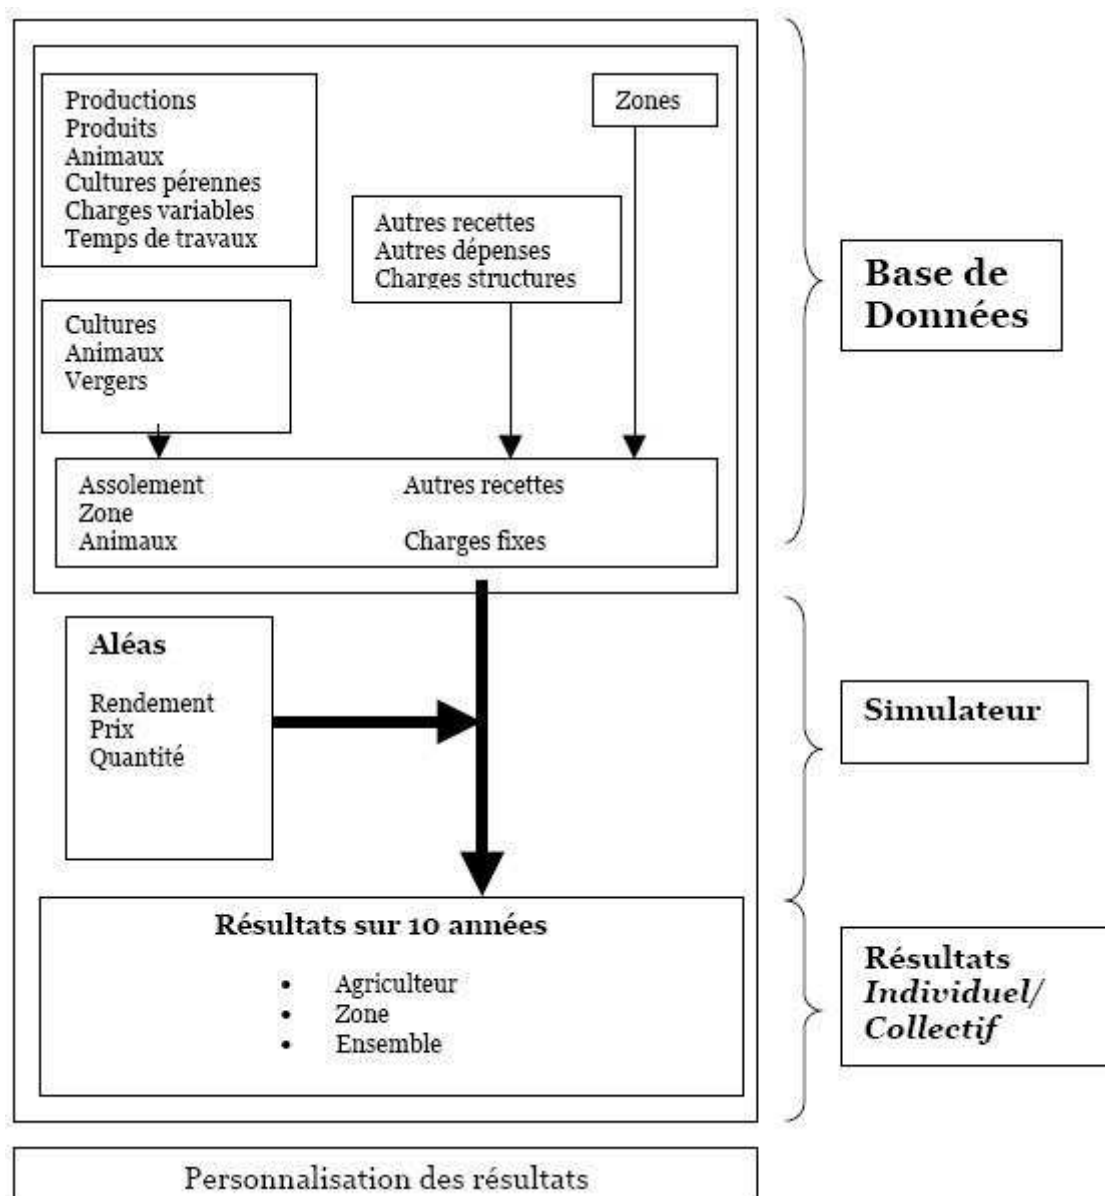 Productions
Produits
Animaux
Cultures pérennes
Charges variables
Temps de travaux
Zones
Autres recettes
Autres dépenses
Charges structures
Cultures
Animaux
Vergers
Assolement
Zone
Animaux
Autres recettes
Charges fixes
Base de
Données
Aléas
Rendement
Prix
Quantité
Simulateur
Résultats sur 10 années
• Agriculteur
• Zone
• Ensemble
Résultats
Individuel/
Collectif
Personnalisation des résultats